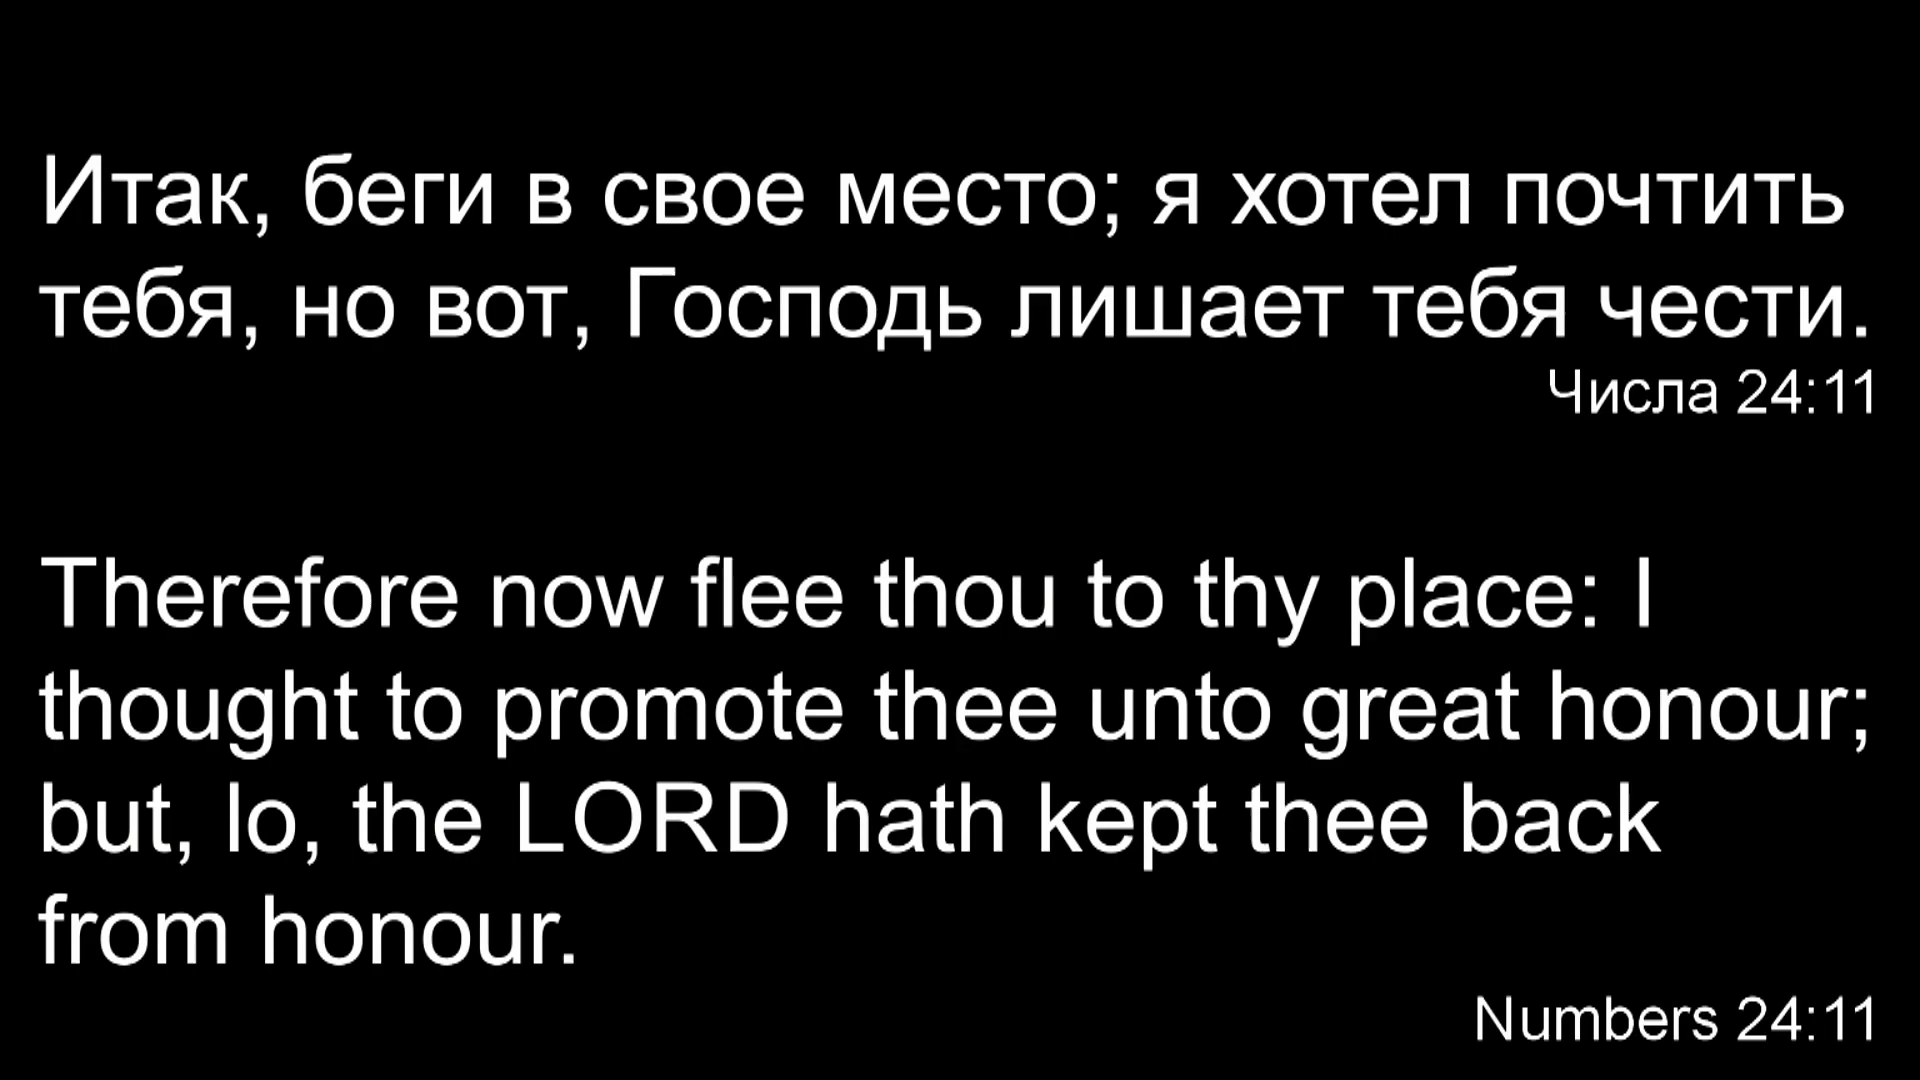 Итак, беги в свое место; я хотел почтить
тебя, но вот, Господь лишает тебя чести.
Числа 24:11
Therefore now flee thou to thy place: I
thought to promote thee unto great honour;
but, lo, the LORD hath kept thee back
from honour.
Numbers 24:11